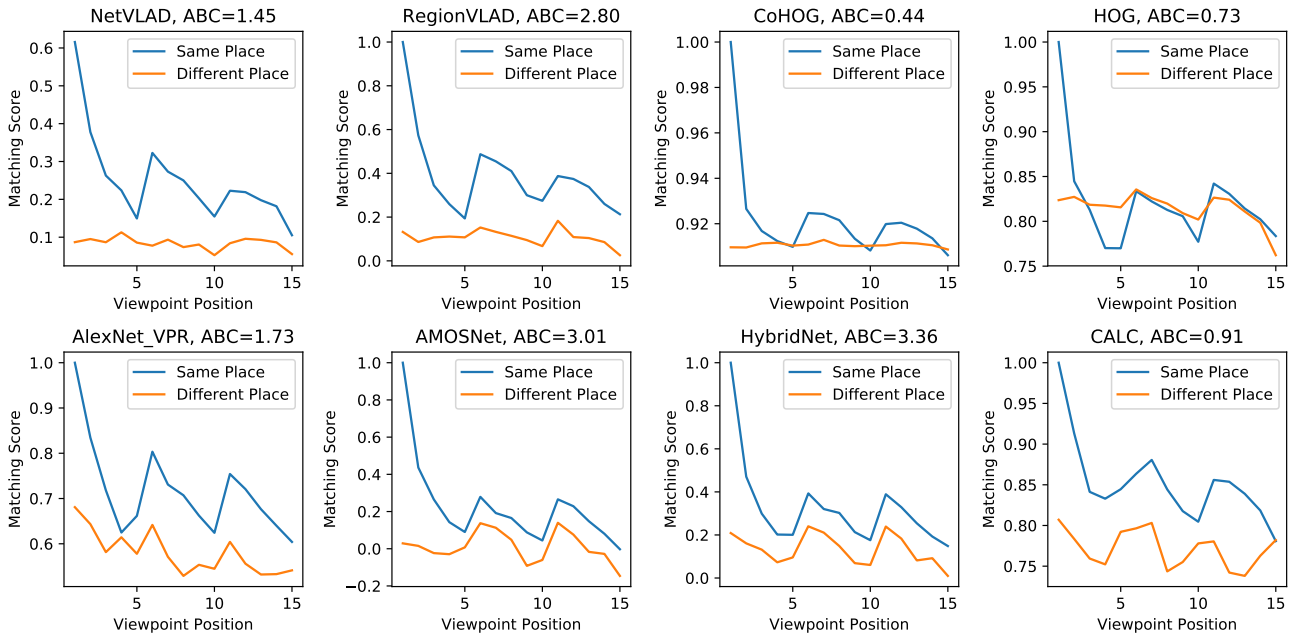 NetVLAD, ABC=1.45
Matching Score
0.6
0.5
0.4
0.3
0.2
0.1
Same Place
Different Place
5
10
15
Viewpoint Position
RegionVLAD, ABC=2.80
Matching Score
1.0
0.8
0.6
0.4
0.2
0.0
Same Place
Different Place
5
10
15
Viewpoint Position
CoHOG, ABC=0.44
Matching Score
1.00
0.98
0.96
0.94
0.92
Same Place
Different Place
5
10
15
Viewpoint Position
HOG, ABC=0.73
Matching Score
1.00
0.95
0.90
0.85
0.80
0.75
Same Place
Different Place
5
10
15
Viewpoint Position
AlexNet_VPR, ABC=1.73
Matching Score
1.0
0.9
0.8
0.7
0.6
Same Place
Different Place
5
10
15
Viewpoint Position
AMOSNet, ABC=3.01
Matching Score
1.0
0.8
0.6
0.4
0.2
0.0
−0.2
Same Place
Different Place
5
10
15
Viewpoint Position
HybridNet, ABC=3.36
Matching Score
1.0
0.8
0.6
0.4
0.2
0.0
Same Place
Different Place
5
10
15
Viewpoint Position
CALC, ABC=0.91
Matching Score
1.00
0.95
0.90
0.85
0.80
0.75
Same Place
Different Place
5
10
15
Viewpoint Position